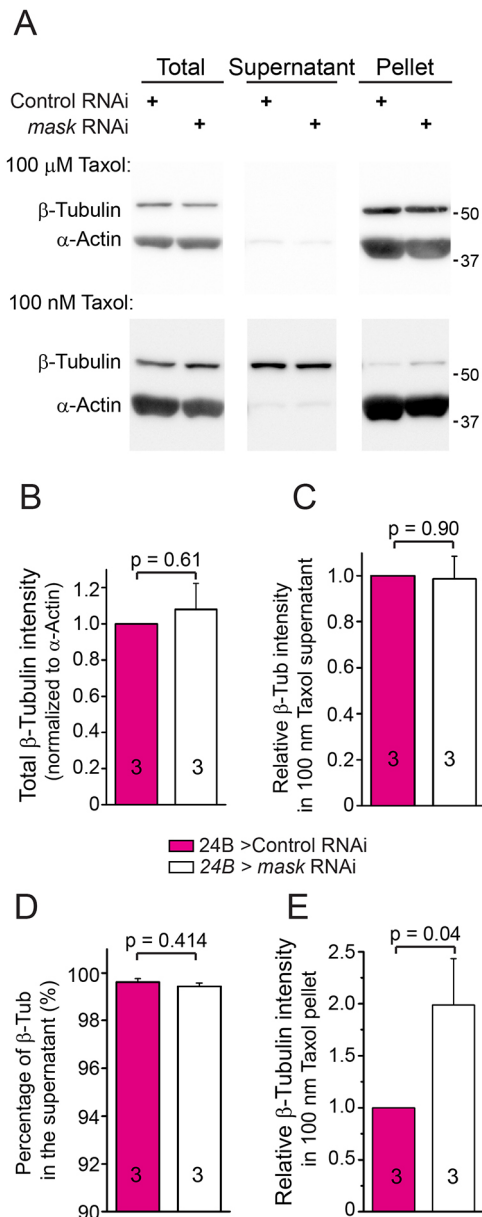 A
Total Supernatant Pellet
Control RNAi + + +
mask RNAi + + +
100 μM Taxol:
β-Tubulin -50
α-Actin -37
100 nM Taxol:
β-Tubulin -50
α-Actin -37
B
p = 0.61
Total β-Tubulin intensity
(normalized to α-Actin)
1.2
1.0
0.8
0.6
0.4
0.2
0
3 3
C
p = 0.90
Relative β-Tub intensity
in 100 nm Taxol supernatant
1.0
0.8
0.6
0.4
0.2
0
3 3
24B >Control RNAi
24B > mask RNAi
D
p = 0.414
Percentage of β-Tub
in the supernatant (%)
100
98
96
94
92
90
3 3
E
p = 0.04
Relative β-Tubulin intensity
in 100 nm Taxol pellet
2.5
2.0
1.5
1.0
0.5
0
3 3